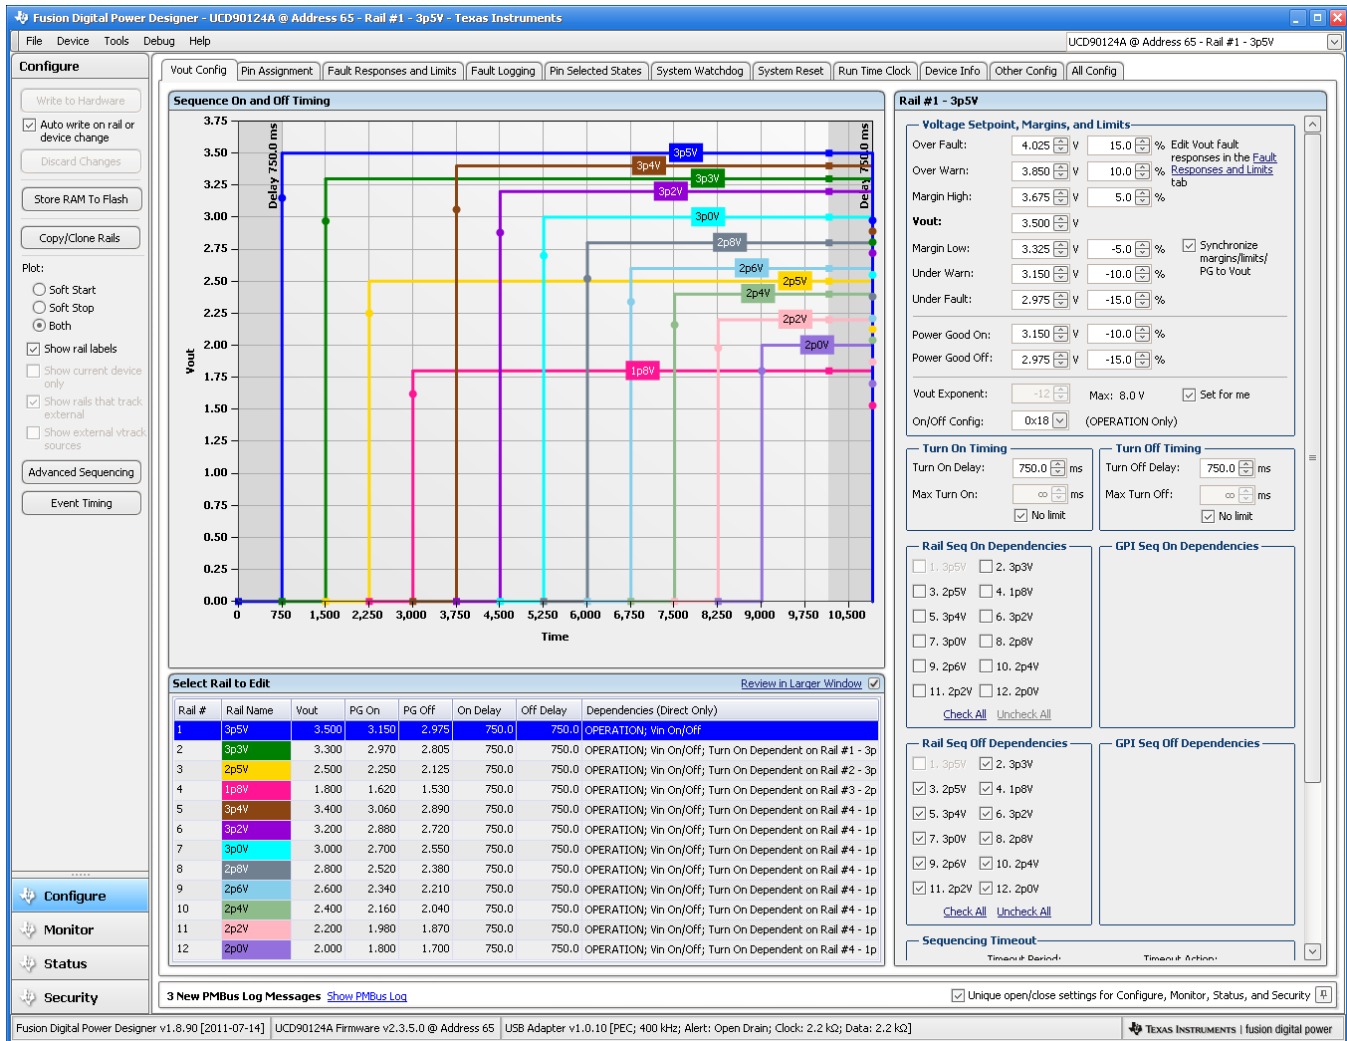 Fusion Digital Power Designer - UCD90124A @ Address 65 - Rail #1 - 3p5V - Texas Instruments
File Device Tools Debug Help
UCD90124A @ Address 65 - Rail #1 - 3p5V
Configure
Write to Hardware
Auto write on rail or
device change
Discard Changes
Store RAM To Flash
Copy/Clone Rails
Plot:
Soft Start
Soft Stop
Both
Show rail labels
Show current device
only
Show rails that track
external
Show external vtrack
sources
Advanced Sequencing
Event Timing
Configure
Monitor
Status
Security
Vout Config Pin Assignment Fault Responses and Limits Fault Logging Pin Selected States System Watchdog System Reset Run Time Clock Device Info Other Config All Config
Sequence On and Off Timing
Vout
3.75
3.50
3.25
3.00
2.75
2.50
2.25
2.00
1.75
1.50
1.25
1.00
0.75
0.50
0.25
0.00
Delay 750.0 ms
Delay 750.0 ms
3p5V
3p4V
3p3V
3p2V
3p0V
2p8V
2p6V
2p5V
2p4V
2p2V
2p0V
1p8V
0 750 1,500 2,250 3,000 3,750 4,500 5,250 6,000 6,750 7,500 8,250 9,000 9,750 10,500
Time
Select Rail to Edit Review in Larger Window
Rail # Rail Name Vout PG On PG Off On Delay Off Delay Dependencies (Direct Only)
1 3p5V 3.500 3.150 2.975 750.0 750.0 OPERATION; Vin On/Off
2 3p3V 3.300 2.970 2.805 750.0 750.0 OPERATION; Vin On/Off; Turn On Dependent on Rail #1 - 3p
3 2p5V 2.500 2.250 2.125 750.0 750.0 OPERATION; Vin On/Off; Turn On Dependent on Rail #2 - 3p
4 1p8V 1.800 1.620 1.530 750.0 750.0 OPERATION; Vin On/Off; Turn On Dependent on Rail #3 - 2p
5 3p4V 3.400 3.060 2.890 750.0 750.0 OPERATION; Vin On/Off; Turn On Dependent on Rail #4 - 1p
6 3p2V 3.200 2.880 2.720 750.0 750.0 OPERATION; Vin On/Off; Turn On Dependent on Rail #4 - 1p
7 3p0V 3.000 2.700 2.550 750.0 750.0 OPERATION; Vin On/Off; Turn On Dependent on Rail #4 - 1p
8 2p8V 2.800 2.520 2.380 750.0 750.0 OPERATION; Vin On/Off; Turn On Dependent on Rail #4 - 1p
9 2p6V 2.600 2.340 2.210 750.0 750.0 OPERATION; Vin On/Off; Turn On Dependent on Rail #4 - 1p
10 2p4V 2.400 2.160 2.040 750.0 750.0 OPERATION; Vin On/Off; Turn On Dependent on Rail #4 - 1p
11 2p2V 2.200 1.980 1.870 750.0 750.0 OPERATION; Vin On/Off; Turn On Dependent on Rail #4 - 1p
12 2p0V 2.000 1.800 1.700 750.0 750.0 OPERATION; Vin On/Off; Turn On Dependent on Rail #4 - 1p
Rail #1 - 3p5V
Voltage Setpoint, Margins, and Limits
Over Fault: 4.025 V 15.0 % Edit Vout fault
responses in the Fault
Over Warn: 3.850 V 10.0 % Responses and Limits
tab
Margin High: 3.675 V 5.0 %
Vout: 3.500 V
Margin Low: 3.325 V -5.0 % Synchronize
margins/limits/
PG to Vout
Under Warn: 3.150 V -10.0 %
Under Fault: 2.975 V -15.0 %
Power Good On: 3.150 V -10.0 %
Power Good Off: 2.975 V -15.0 %
Vout Exponent: -12 Max: 8.0 V Set for me
On/Off Config: 0x18 (OPERATION Only)
Turn On Timing
Turn On Delay: 750.0 ms
Max Turn On: ∞ ms
No limit
Turn Off Timing
Turn Off Delay: 750.0 ms
Max Turn Off: ∞ ms
No limit
Rail Seq On Dependencies
1. 3p5V 2. 3p3V
3. 2p5V 4. 1p8V
5. 3p4V 6. 3p2V
7. 3p0V 8. 2p8V
9. 2p6V 10. 2p4V
11. 2p2V 12. 2p0V
Check All Uncheck All
GPI Seq On Dependencies
Rail Seq Off Dependencies
1. 3p5V 2. 3p3V
3. 2p5V 4. 1p8V
5. 3p4V 6. 3p2V
7. 3p0V 8. 2p8V
9. 2p6V 10. 2p4V
11. 2p2V 12. 2p0V
Check All Uncheck All
GPI Seq Off Dependencies
Sequencing Timeout
Timeout Period: Timeout Action:
3 New PMBus Log Messages Show PMBus Log
Unique open/close settings for Configure, Monitor, Status, and Security
Fusion Digital Power Designer v1.8.90 [2011-07-14] UCD90124A Firmware v2.3.5.0 @ Address 65 USB Adapter v1.0.10 [PEC; 400 kHz; Alert: Open Drain; Clock: 2.2 kΩ; Data: 2.2 kΩ] TEXAS INSTRUMENTS | fusion digital power